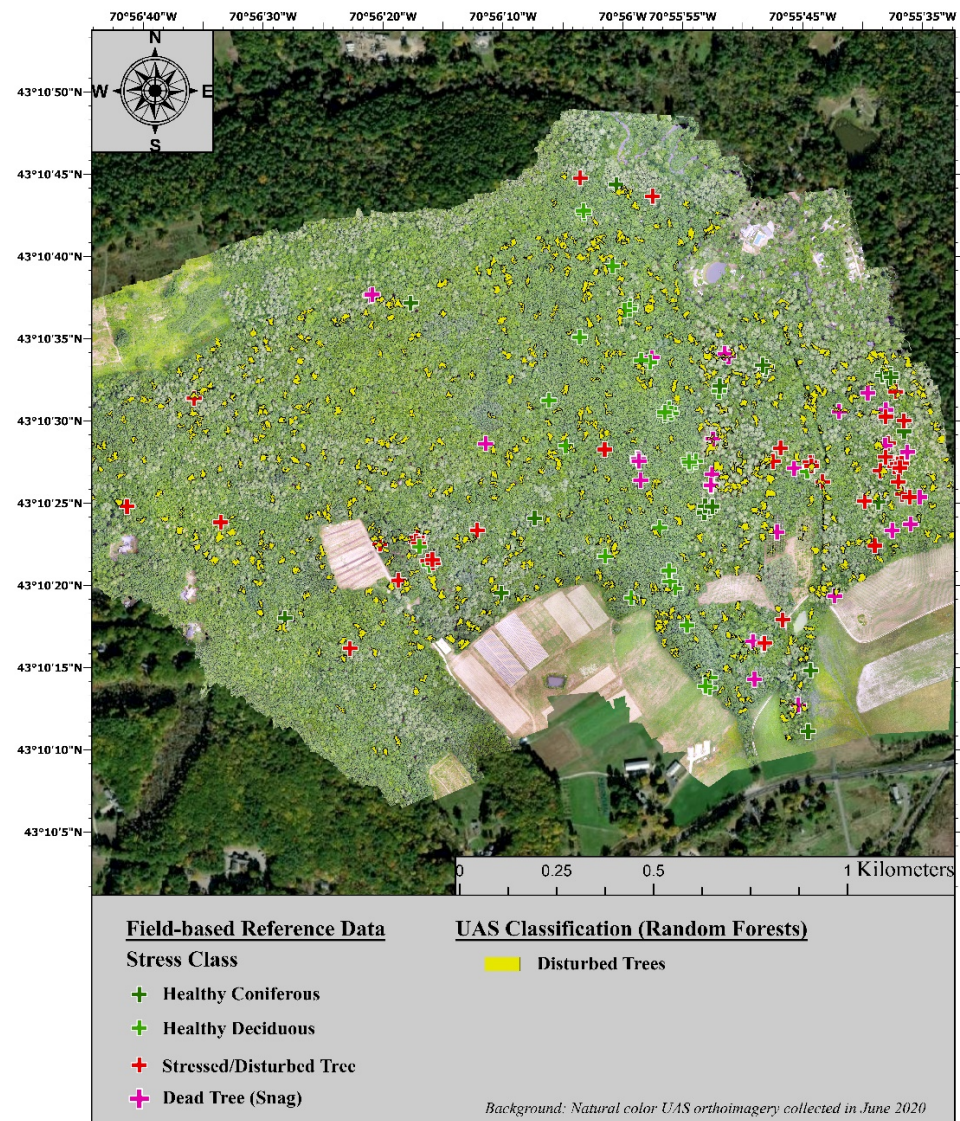 70°56'40" 70°56'30" 70°56'20" 70°56'10" 70°56'0" 70°55'55" 70°55'45" 70°55'35"
N
W E
S
43°10'50"N
43°10'45"N
43°10'40"N
43°10'35"N
43°10'30"N
43°10'25"N
43°10'20"N
43°10'15"N
43°10'10"N
43°10'5"N
0 0.25 0.5 1 Kilometers
Field-based Reference Data
Stress Class
Healthy Coniferous
Healthy Deciduous
Stressed/Disturbed Tree
Dead Tree (Snag)
UAS Classification (Random Forests)
Disturbed Trees
Background: Natural color UAS orthoimagery collected in June 2020